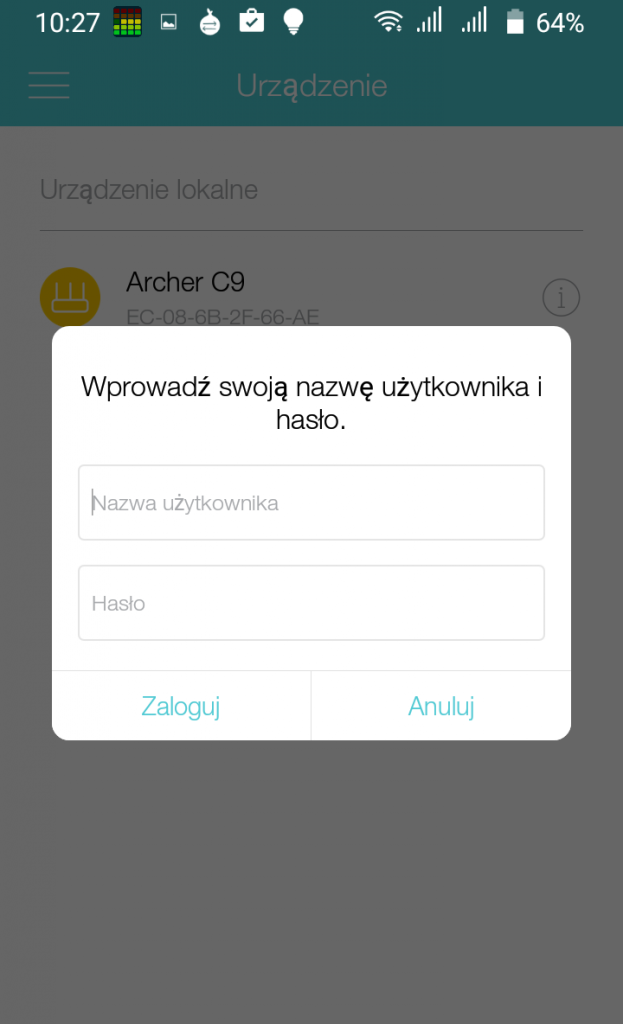 10:27 64%
Urządzenie
Urządzenie lokalne
Archer C9
EC-08-6B-2F-66-AE
Wprowadź swoją nazwę użytkownika i
hasło.
Nazwa użytkownika
Hasło
Zaloguj Anuluj